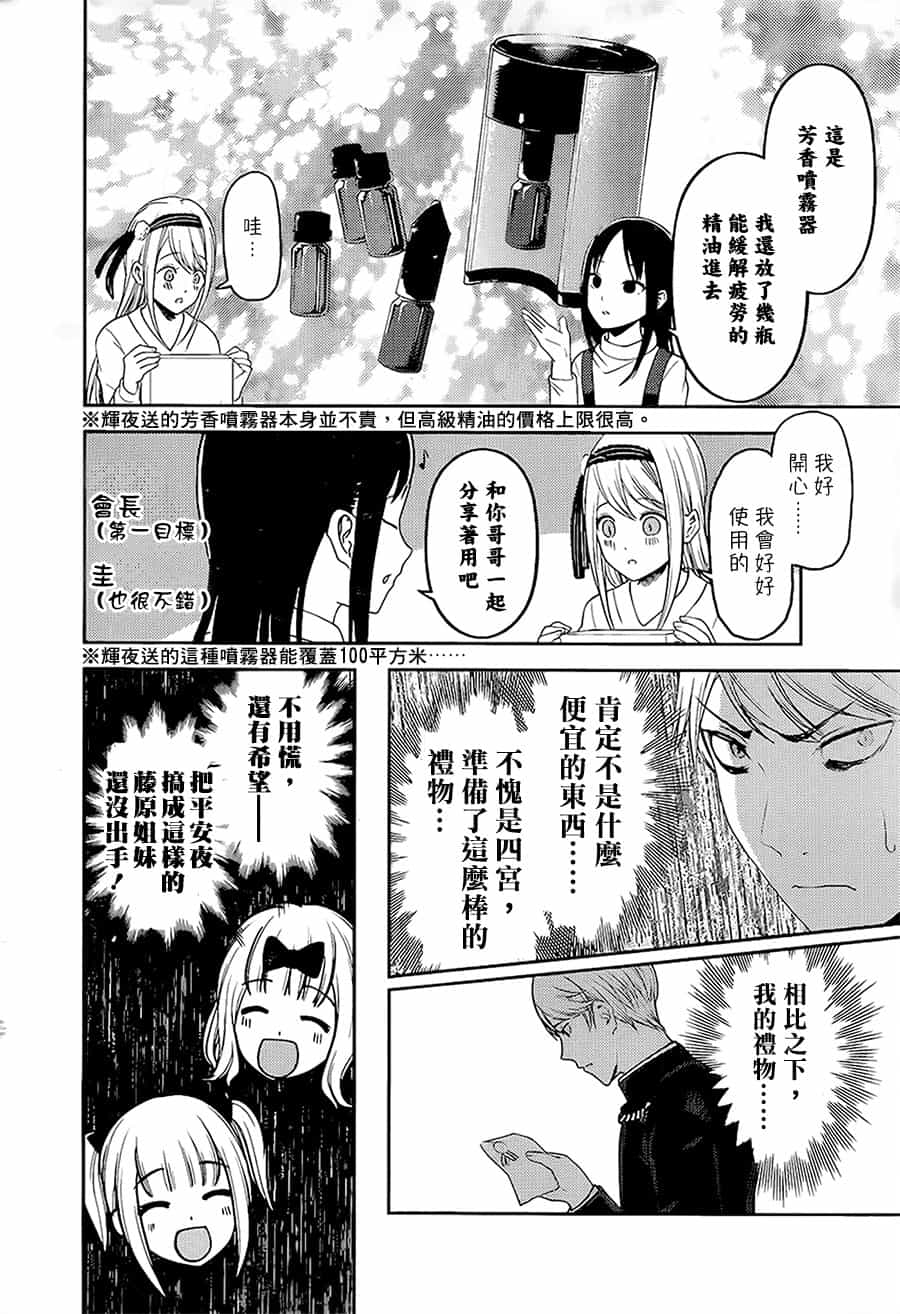 這是
芳香噴霧器
我還放了幾瓶
能緩解疲勞的
精油進去
哇
…
※輝夜送的芳香噴霧器本身並不貴，但高級精油的價格上限很高。
我好
開心……
我會好好
使用的
和你哥哥一起
分享著用吧
會長
（第一目標）
圭
（也很不錯）
※輝夜送的這種噴霧器能覆蓋100平方米……
肯定不是什麼
便宜的東西
……
不愧是四宮，
準備了這麼棒的
禮物…
相比之下，
我的禮物……
不用慌，
還有希望——
把平安夜
搞成這樣的
藤原姐妹
還沒出手！